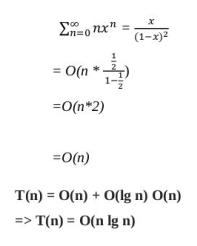 ∑_{n=0}^{∞} nxⁿ = x/(1−x)²
= O(n * (1/2)/(1−1/2))
=O(n*2)
=O(n)
T(n) = O(n) + O(lg n) O(n)
=> T(n) = O(n lg n)